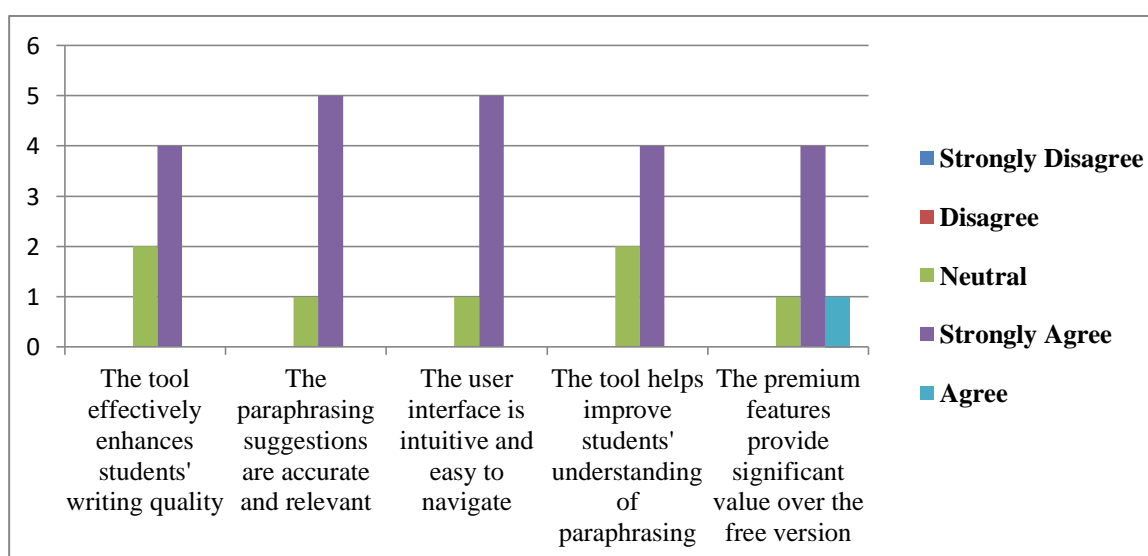 6
5
4
3
2
1
0
The tool
effectively
enhances
students'
writing quality
The
paraphrasing
suggestions
are accurate
and relevant
The user
interface is
intuitive and
easy to
navigate
The tool helps
improve
students'
understanding
of
paraphrasing
The premium
features
provide
significant
value over the
free version
Strongly Disagree
Disagree
Neutral
Strongly Agree
Agree